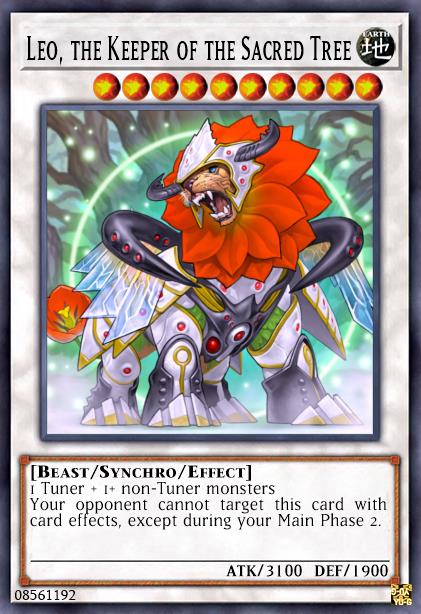 Leo, the Keeper of the Sacred Tree
EARTH
地
[Beast/Synchro/Effect]
1 Tuner + 1+ non-Tuner monsters
Your opponent cannot target this card with
card effects, except during your Main Phase 2.
ATK/3100 DEF/1900
08561192